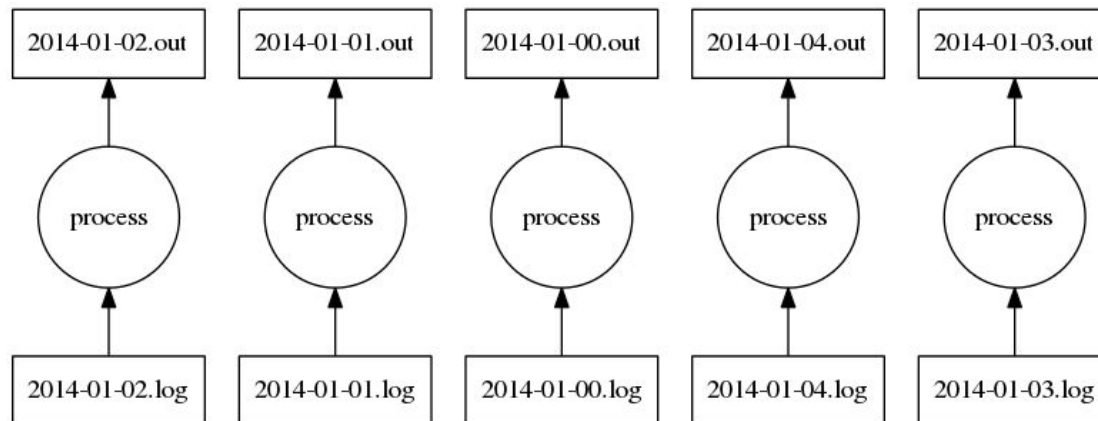 2014-01-02.out
2014-01-01.out
2014-01-00.out
2014-01-04.out
2014-01-03.out
process
process
process
process
process
2014-01-02.log
2014-01-01.log
2014-01-00.log
2014-01-04.log
2014-01-03.log